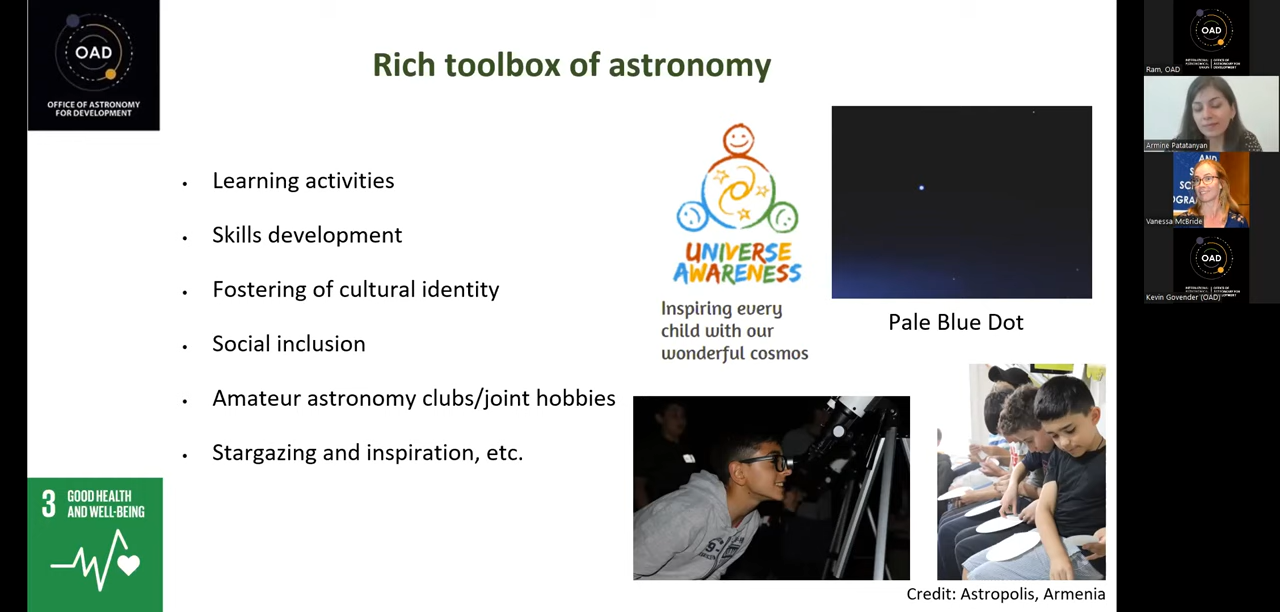 OAD
OFFICE OF ASTRONOMY
FOR DEVELOPMENT
Rich toolbox of astronomy
• Learning activities
• Skills development
• Fostering of cultural identity
• Social inclusion
• Amateur astronomy clubs/joint hobbies
• Stargazing and inspiration, etc.
UNIVERSE
AWARENESS
Inspiring every
child with our
wonderful cosmos
Pale Blue Dot
Credit: Astropolis, Armenia
3 GOOD HEALTH
AND WELL-BEING
OAD
Ram, OAD
Armine Patatanyan
AND
Vanessa McBride
OAD
Kevin Govender (OAD)